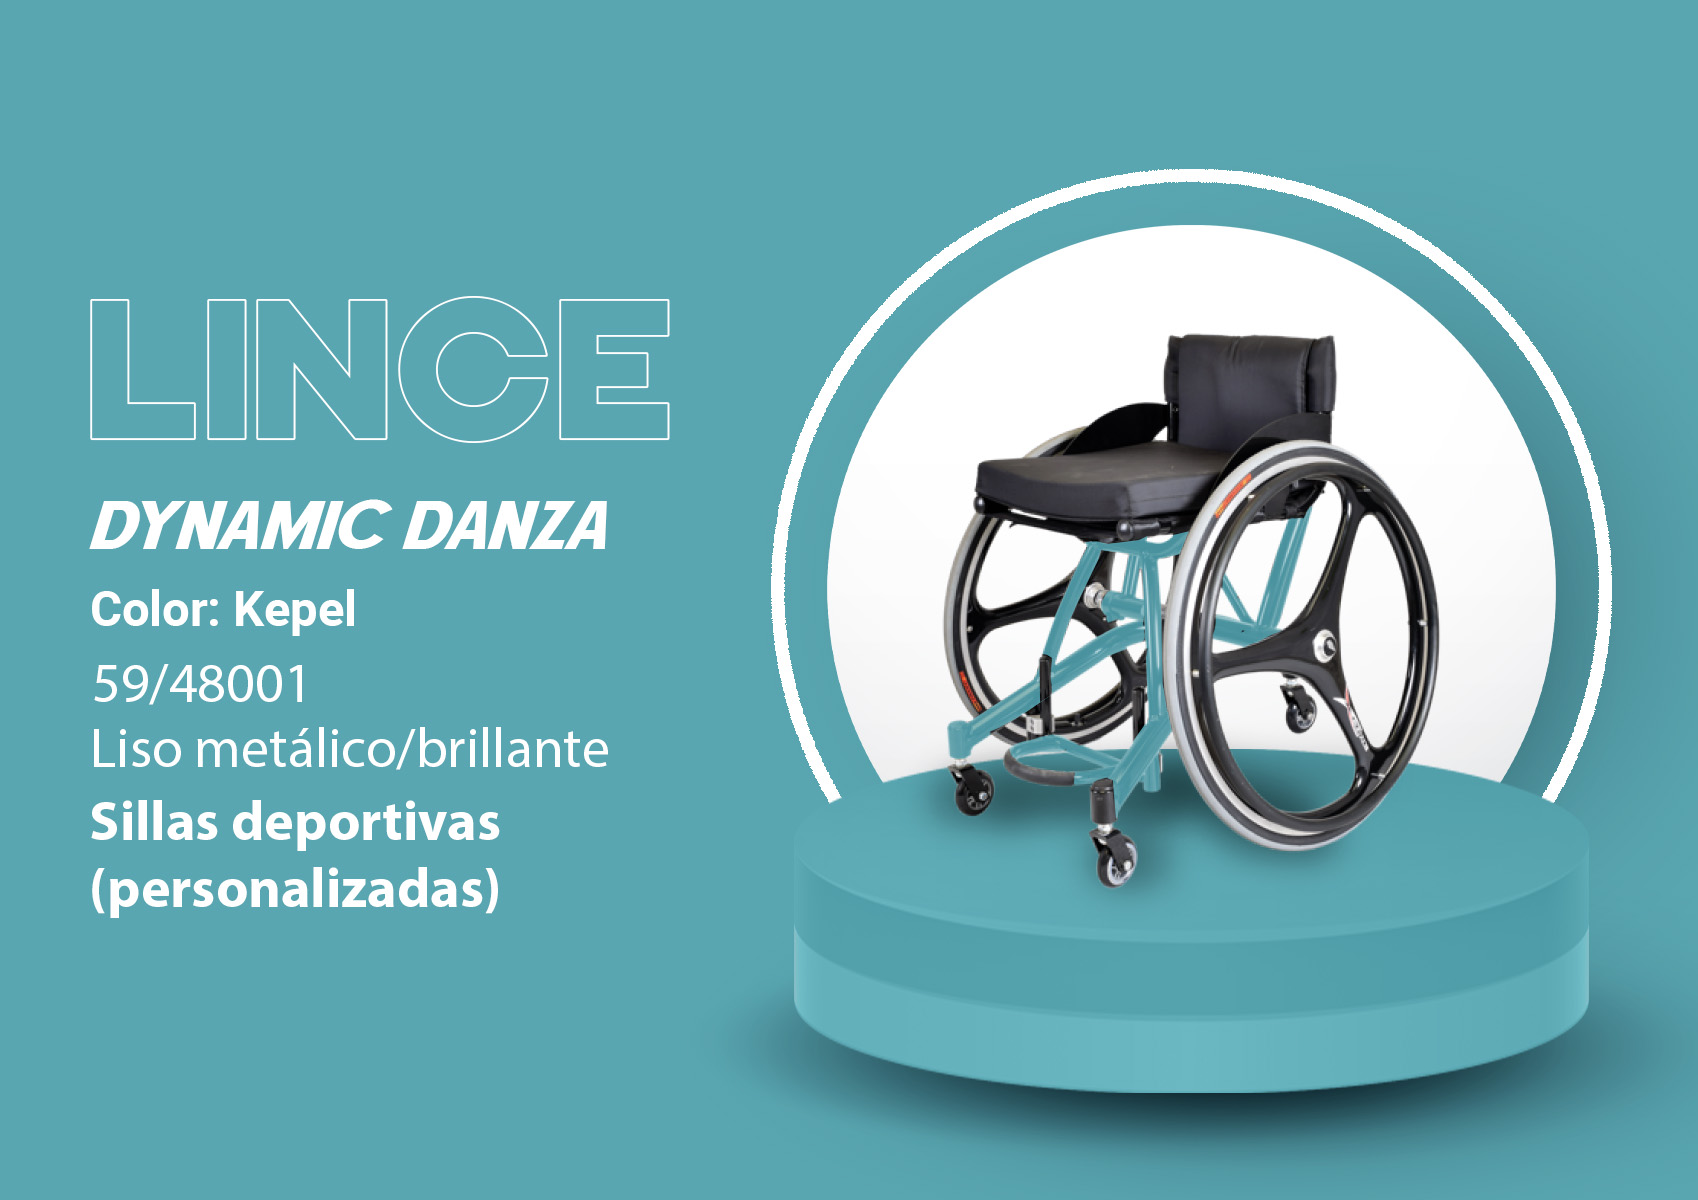 LINCE
DYNAMIC DANZA
Color: Kepel
59/48001
Liso metálico/brillante
Sillas deportivas
(personalizadas)